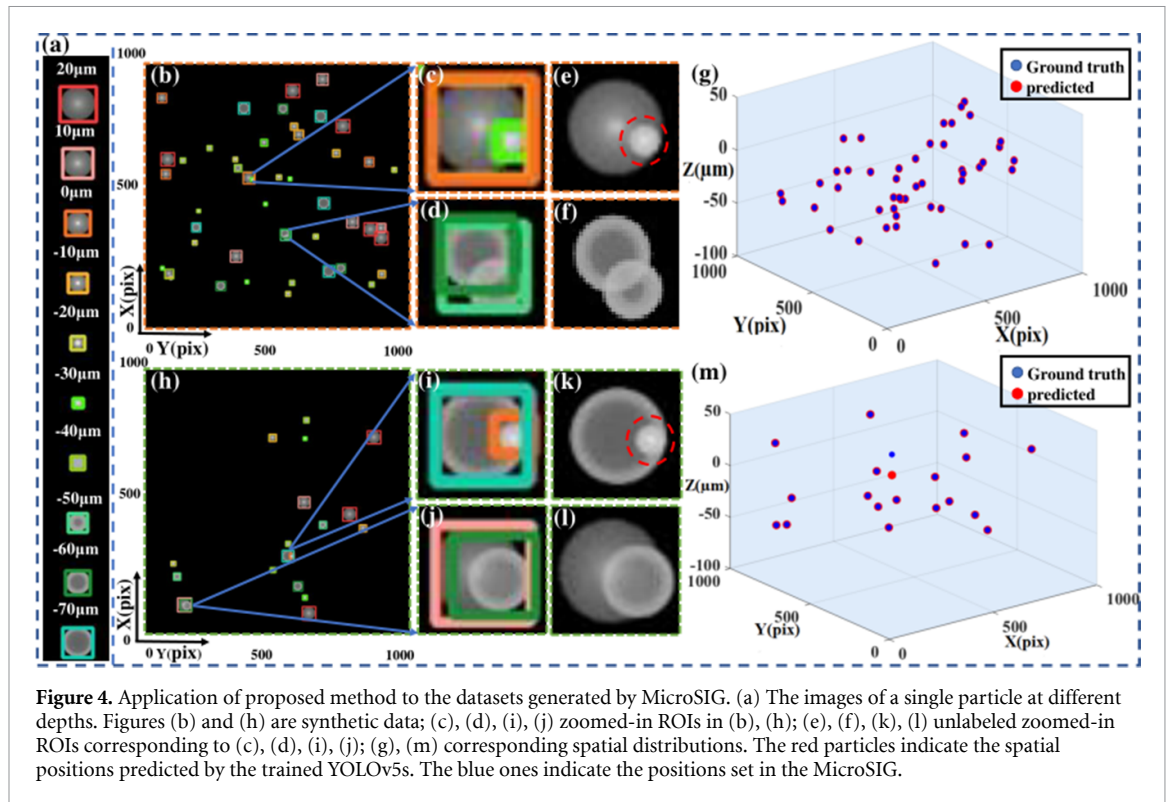 (a)
20μm
10μm
0μm
-10μm
-20μm
-30μm
-40μm
-50μm
-60μm
-70μm
1000
500
0
X(pix)
(b)
0
Y(pix)
500
1000
(c)
(d)
(e)
(f)
(g)
Ground truth
predicted
50
0
Z(μm)
-50
-100
1000
500
0
Y(pix)
0
500
1000
X(pix)
1000
500
0
X(pix)
(h)
0
Y(pix)
500
1000
(i)
(j)
(k)
(l)
(m)
Ground truth
predicted
50
0
Z(μm)
-50
-100
1000
500
0
Y(pix)
0
500
1000
X(pix)
Figure 4. Application of proposed method to the datasets generated by MicroSIG. (a) The images of a single particle at different
depths. Figures (b) and (h) are synthetic data; (c), (d), (i), (j) zoomed-in ROIs in (b), (h); (e), (f), (k), (l) unlabeled zoomed-in
ROIs corresponding to (c), (d), (i), (j); (g), (m) corresponding spatial distributions. The red particles indicate the spatial
positions predicted by the trained YOLOv5s. The blue ones indicate the positions set in the MicroSIG.